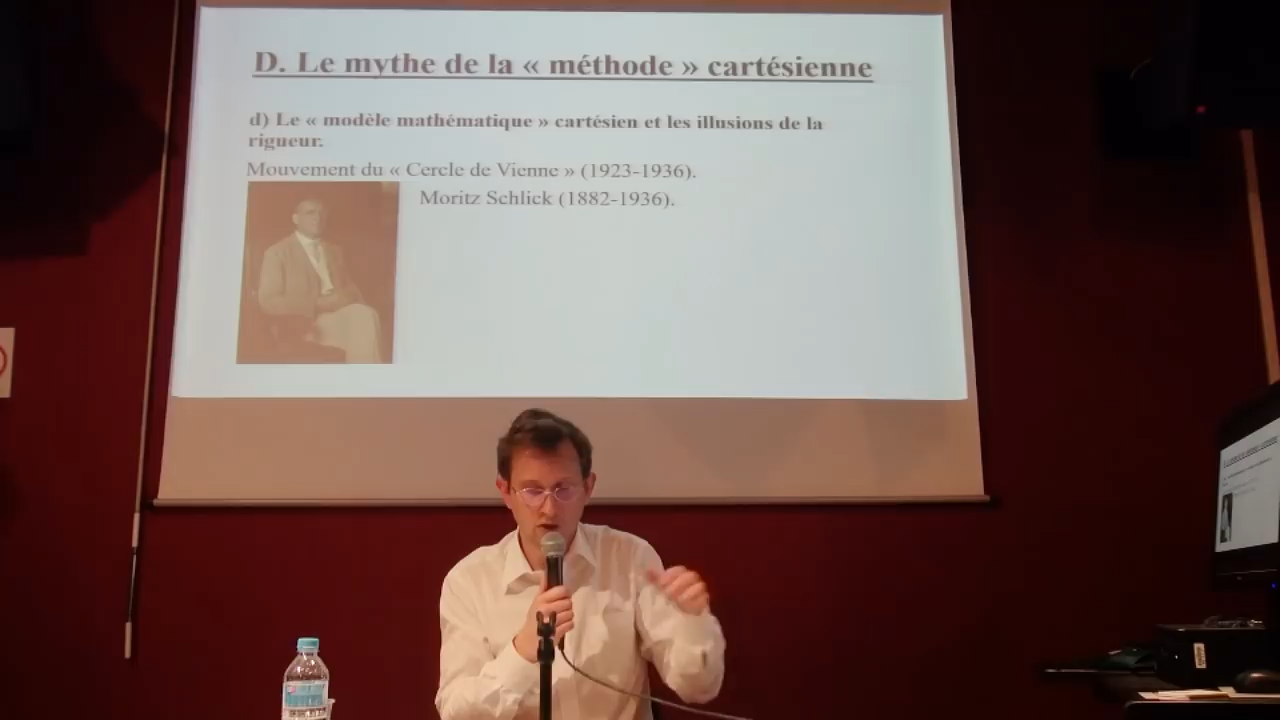 D. Le mythe de la « méthode » cartésienne
d) Le « modèle mathématique » cartésien et les illusions de la
rigueur.
Mouvement du « Cercle de Vienne » (1923-1936).
Moritz Schlick (1882-1936).